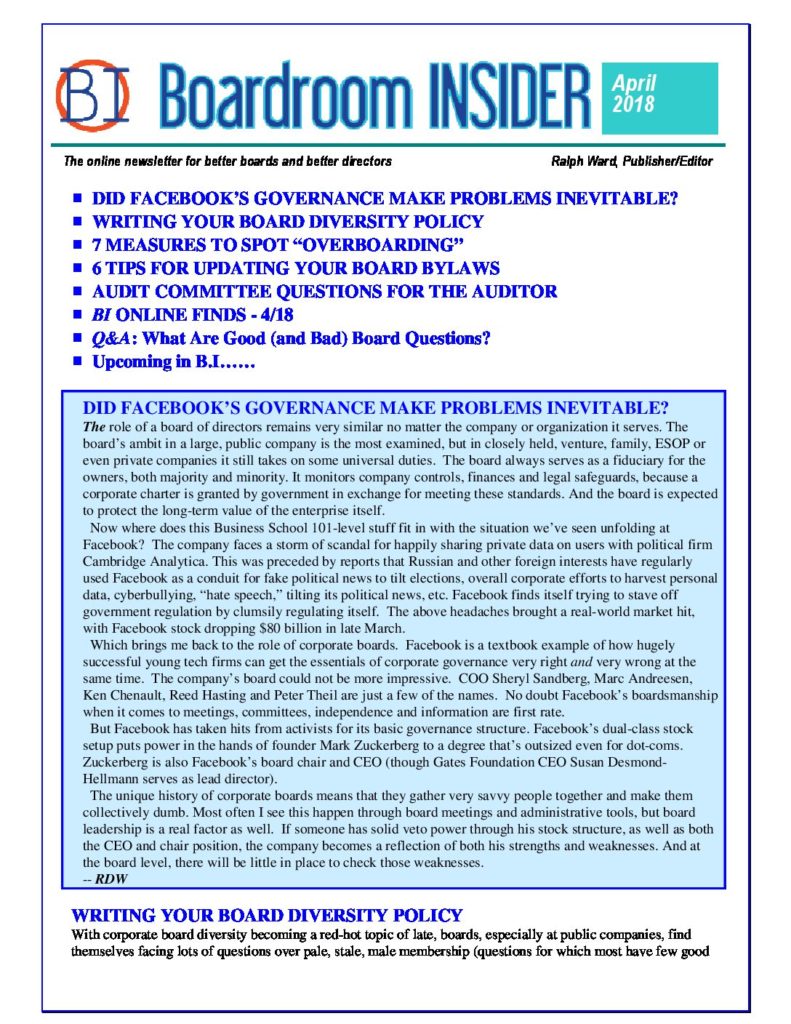 BI Boardroom INSIDER April
2018
The online newsletter for better boards and better directors Ralph Ward, Publisher/Editor
■ DID FACEBOOK’S GOVERNANCE MAKE PROBLEMS INEVITABLE?
■ WRITING YOUR BOARD DIVERSITY POLICY
■ 7 MEASURES TO SPOT “OVERBOARDING”
■ 6 TIPS FOR UPDATING YOUR BOARD BYLAWS
■ AUDIT COMMITTEE QUESTIONS FOR THE AUDITOR
■ BI ONLINE FINDS - 4/18
■ Q&A: What Are Good (and Bad) Board Questions?
■ Upcoming in B.I……
DID FACEBOOK’S GOVERNANCE MAKE PROBLEMS INEVITABLE?
The role of a board of directors remains very similar no matter the company or organization it serves. The
board’s ambit in a large, public company is the most examined, but in closely held, venture, family, ESOP or
even private companies it still takes on some universal duties. The board always serves as a fiduciary for the
owners, both majority and minority. It monitors company controls, finances and legal safeguards, because a
corporate charter is granted by government in exchange for meeting these standards. And the board is expected
to protect the long-term value of the enterprise itself.
Now where does this Business School 101-level stuff fit in with the situation we’ve seen unfolding at
Facebook? The company faces a storm of scandal for happily sharing private data on users with political firm
Cambridge Analytica. This was preceded by reports that Russian and other foreign interests have regularly
used Facebook as a conduit for fake political news to tilt elections, overall corporate efforts to harvest personal
data, cyberbullying, “hate speech,” tilting its political news, etc. Facebook finds itself trying to stave off
government regulation by clumsily regulating itself. The above headaches brought a real-world market hit,
with Facebook stock dropping $80 billion in late March.
Which brings me back to the role of corporate boards. Facebook is a textbook example of how hugely
successful young tech firms can get the essentials of corporate governance very right and very wrong at the
same time. The company’s board could not be more impressive. COO Sheryl Sandberg, Marc Andreesen,
Ken Chenault, Reed Hasting and Peter Theil are just a few of the names. No doubt Facebook’s boardsmanship
when it comes to meetings, committees, independence and information are first rate.
But Facebook has taken hits from activists for its basic governance structure. Facebook’s dual-class stock
setup puts power in the hands of founder Mark Zuckerberg to a degree that’s outsized even for dot-coms.
Zuckerberg is also Facebook’s board chair and CEO (though Gates Foundation CEO Susan Desmond-
Hellmann serves as lead director).
The unique history of corporate boards means that they gather very savvy people together and make them
collectively dumb. Most often I see this happen through board meetings and administrative tools, but board
leadership is a real factor as well. If someone has solid veto power through his stock structure, as well as both
the CEO and chair position, the company becomes a reflection of both his strengths and weaknesses. And at
the board level, there will be little in place to check those weaknesses.
-- RDW
WRITING YOUR BOARD DIVERSITY POLICY
With corporate board diversity becoming a red-hot topic of late, boards, especially at public companies, find
themselves facing lots of questions over pale, stale, male membership (questions for which most have few good